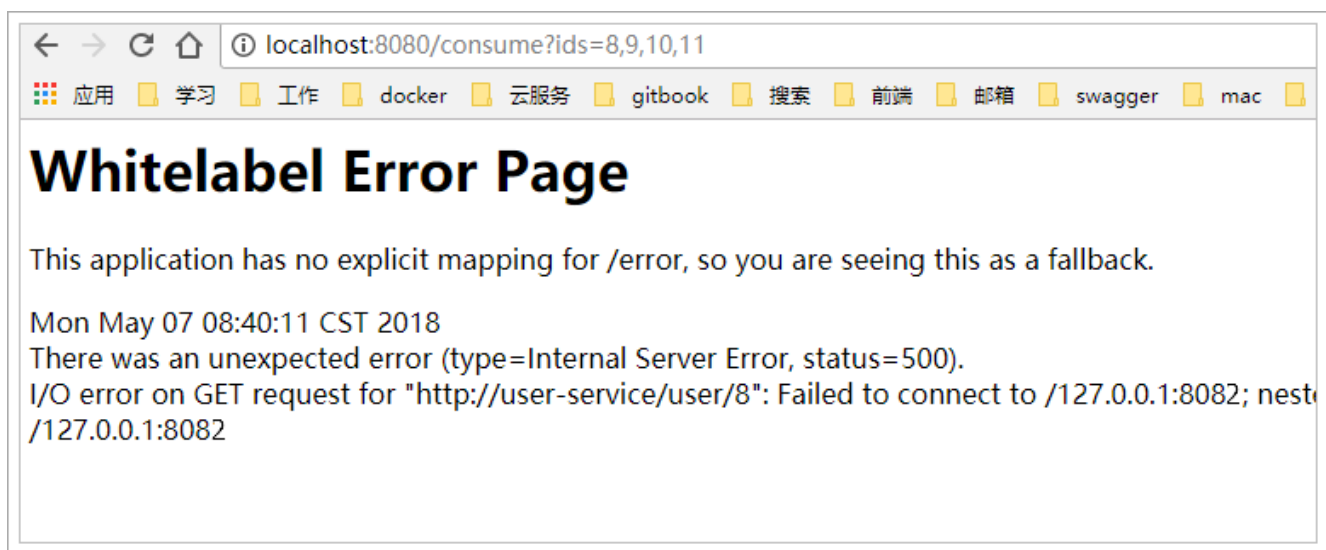 localhost:8080/consume?ids=8,9,10,11
应用 学习 工作 docker 云服务 gitbook 搜索 前端 邮箱 swagger mac
Whitelabel Error Page
This application has no explicit mapping for /error, so you are seeing this as a fallback.
Mon May 07 08:40:11 CST 2018
There was an unexpected error (type=Internal Server Error, status=500).
I/O error on GET request for "http://user-service/user/8": Failed to connect to /127.0.0.1:8082;
/127.0.0.1:8082